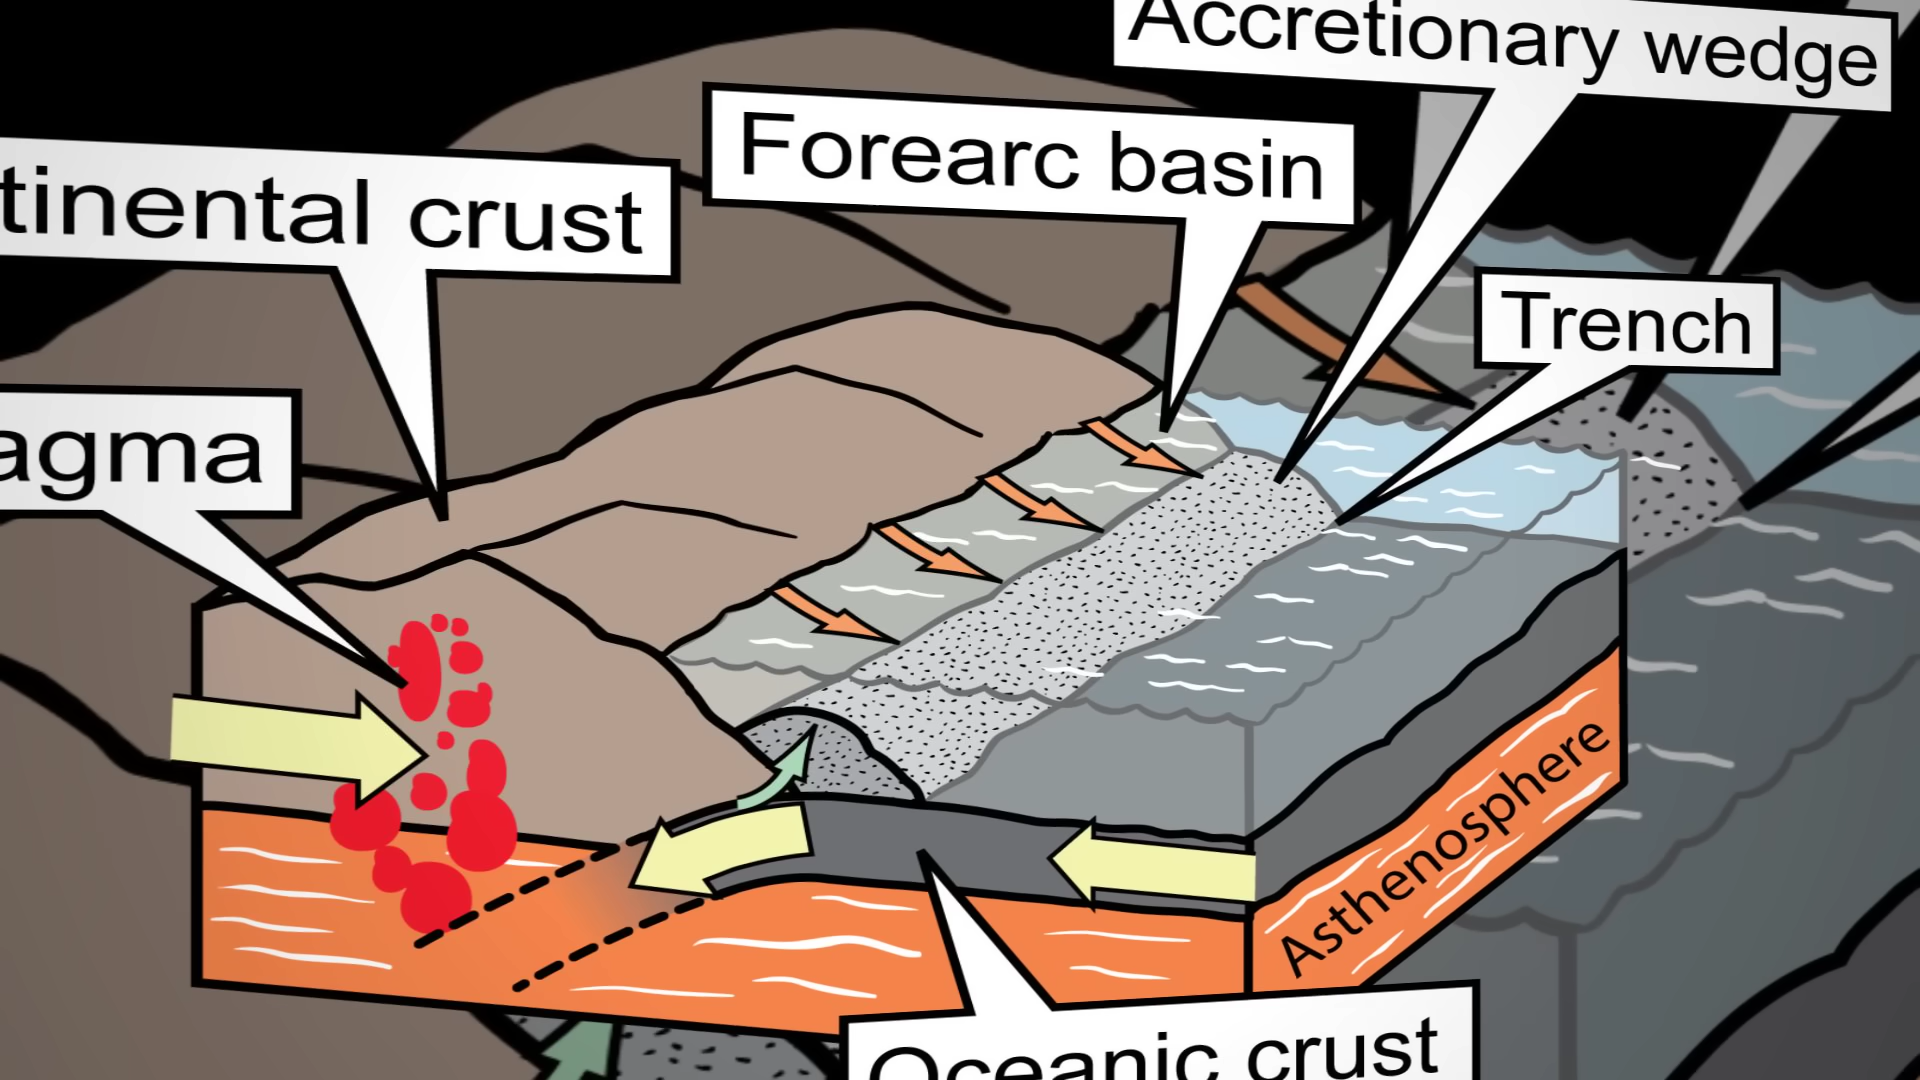 Accretionary wedge
Forearc basin
tinental crust
Trench
agma
Asthenosphere
Oceanic crust